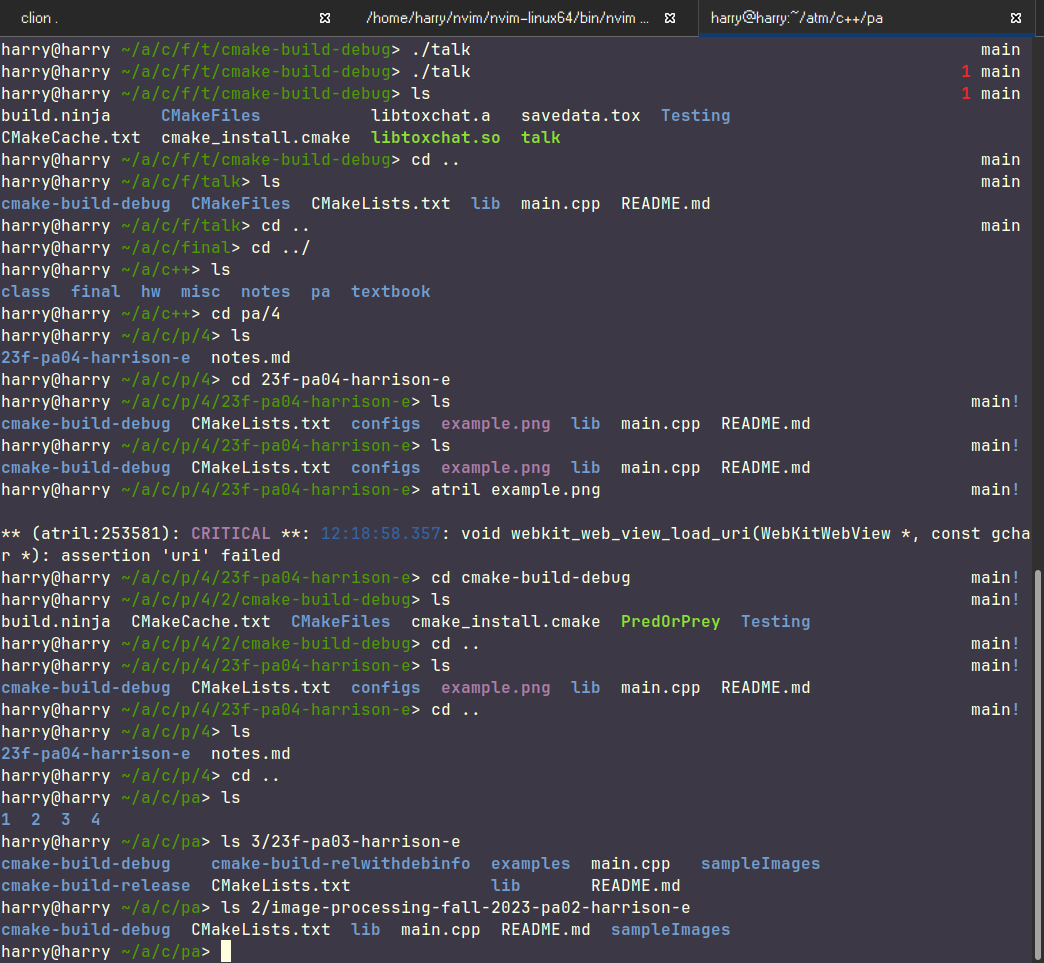 clion .
/home/harry/nvim/nvim-linux64/bin/nvim ...
harry@harry:~/atm/c++/pa
harry@harry ~/a/c/f/t/cmake-build-debug> ./talk main
harry@harry ~/a/c/f/t/cmake-build-debug> ./talk 1 main
harry@harry ~/a/c/f/t/cmake-build-debug> ls 1 main
build.ninja CMakeFiles libtoxchat.a savedata.tox Testing
CMakeCache.txt cmake_install.cmake libtoxchat.so talk
harry@harry ~/a/c/f/t/cmake-build-debug> cd .. main
harry@harry ~/a/c/f/talk> ls main
cmake-build-debug CMakeFiles CMakeLists.txt lib main.cpp README.md
harry@harry ~/a/c/f/talk> cd .. main
harry@harry ~/a/c/final> cd ../
harry@harry ~/a/c++> ls
class final hw misc notes pa textbook
harry@harry ~/a/c++> cd pa/4
harry@harry ~/a/c/p/4> ls
23f-pa04-harrison-e notes.md
harry@harry ~/a/c/p/4> cd 23f-pa04-harrison-e
harry@harry ~/a/c/p/4/23f-pa04-harrison-e> ls main!
cmake-build-debug CMakeLists.txt configs example.png lib main.cpp README.md
harry@harry ~/a/c/p/4/23f-pa04-harrison-e> ls main!
cmake-build-debug CMakeLists.txt configs example.png lib main.cpp README.md
harry@harry ~/a/c/p/4/23f-pa04-harrison-e> atril example.png main!
** (atril:253581): CRITICAL **: 12:18:58.357: void webkit_web_view_load_uri(WebKitWebView *, const gcha
r *): assertion 'uri' failed
harry@harry ~/a/c/p/4/23f-pa04-harrison-e> cd cmake-build-debug main!
harry@harry ~/a/c/p/4/2/cmake-build-debug> ls main!
build.ninja CMakeCache.txt CMakeFiles cmake_install.cmake PredOrPrey Testing
harry@harry ~/a/c/p/4/2/cmake-build-debug> cd .. main!
harry@harry ~/a/c/p/4/23f-pa04-harrison-e> ls main!
cmake-build-debug CMakeLists.txt configs example.png lib main.cpp README.md
harry@harry ~/a/c/p/4/23f-pa04-harrison-e> cd .. main!
harry@harry ~/a/c/p/4> ls
23f-pa04-harrison-e notes.md
harry@harry ~/a/c/p/4> cd ..
harry@harry ~/a/c/pa> ls
1 2 3 4
harry@harry ~/a/c/pa> ls 3/23f-pa03-harrison-e
cmake-build-debug cmake-build-relwithdebinfo examples main.cpp sampleImages
cmake-build-release CMakeLists.txt lib README.md
harry@harry ~/a/c/pa> ls 2/image-processing-fall-2023-pa02-harrison-e
cmake-build-debug CMakeLists.txt lib main.cpp README.md sampleImages
harry@harry ~/a/c/pa>